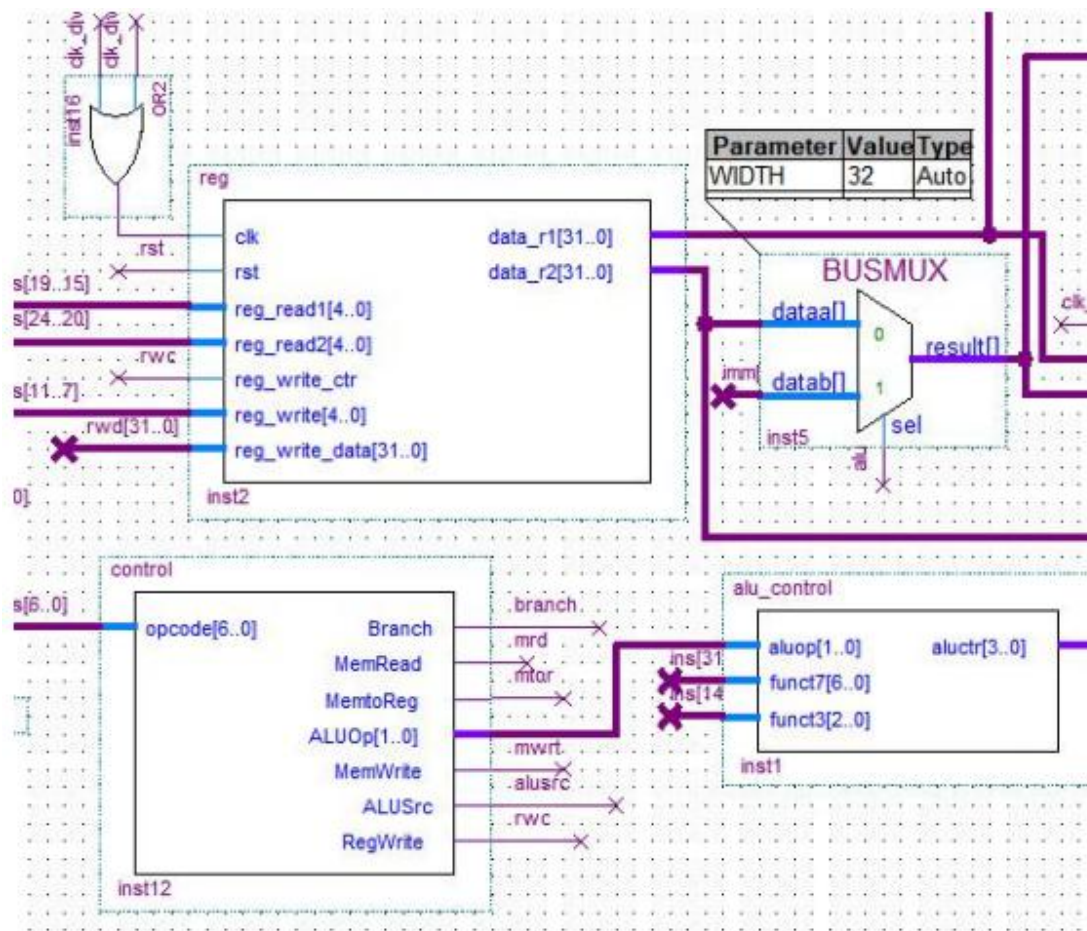 clk_div
clk_div
inst16
OR2
reg
.rst
clk
rst
s[19..15]
reg_read1[4..0]
s[24..20]
reg_read2[4..0]
.rwc
reg_write_ctr
s[11..7]
reg_write[4..0]
.rwd[31..0]
reg_write_data[31..0]
data_r1[31..0]
data_r2[31..0]
inst2
0]
Parameter Value Type
WIDTH 32 Auto
BUSMUX
dataa[]
0
result[]
imm[
datab[]
1
sel
inst5
alu
clk_
control
s[6..0]
opcode[6..0]
Branch
.branch
MemRead
.mrd
MemtoReg
.mtor
ALUOp[1..0]
MemWrite
.mwrt
ALUSrc
.alusrc
RegWrite
.rwc
inst12
alu_control
aluop[1..0]
aluctr[3..0]
ins[31
funct7[6..0]
ins[14
funct3[2..0]
inst1